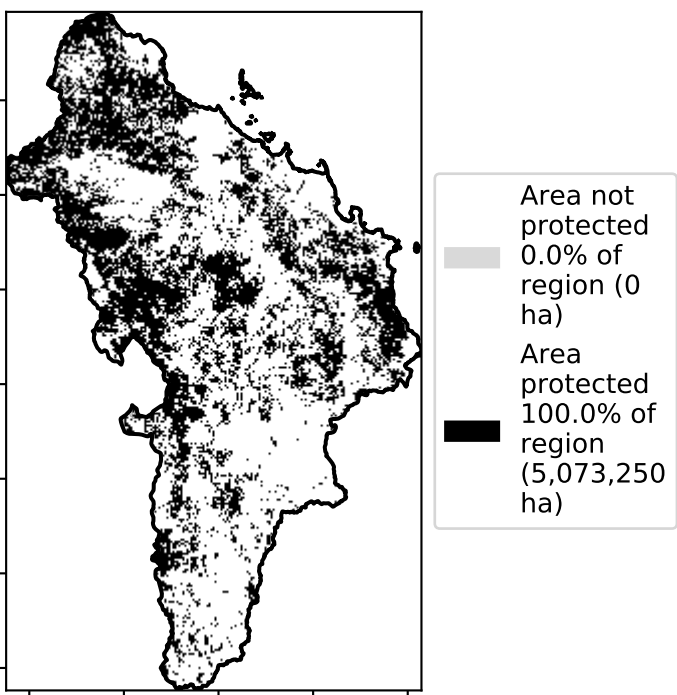 Area not
protected
0.0% of
region (0
ha)
Area
protected
100.0% of
region
(5,073,250
ha)